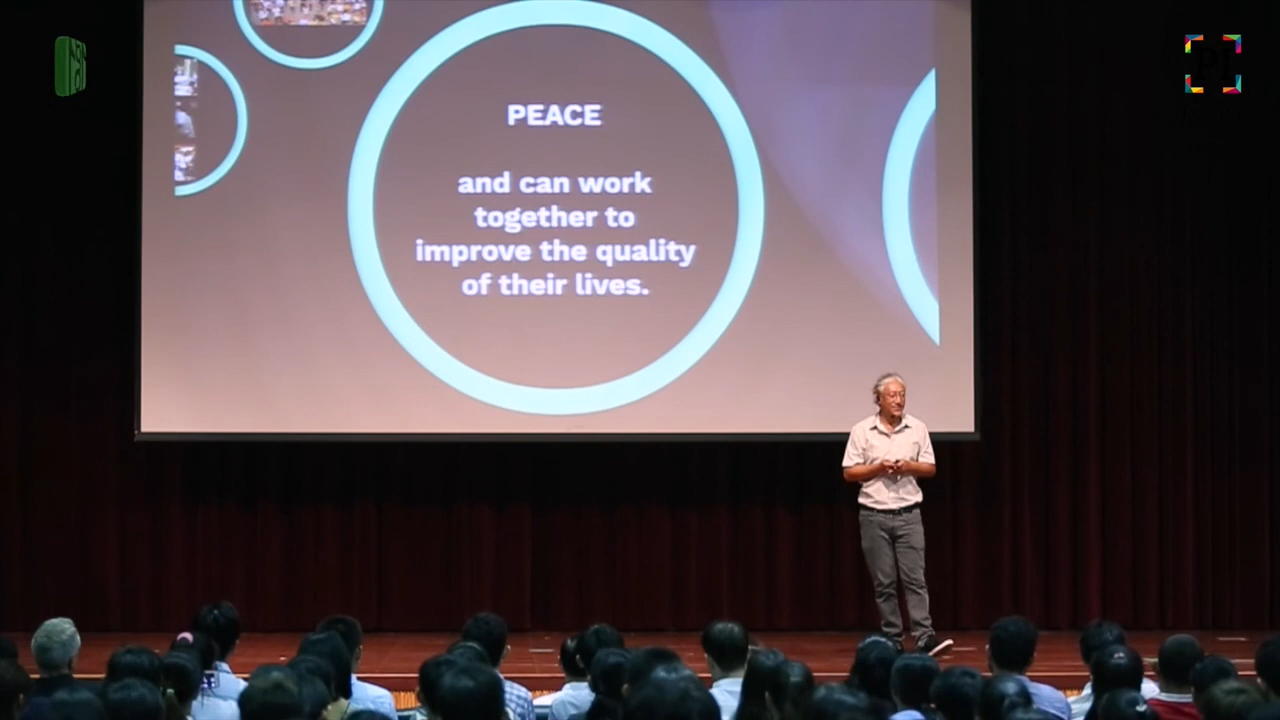 PEACE
and can work
together to
improve the quality
of their lives.